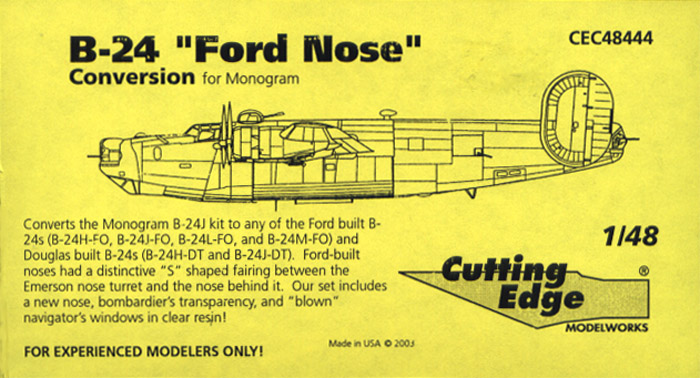 B-24 "Ford Nose"
CEC48444
Conversion for Monogram
Converts the Monogram B-24J kit to any of the Ford built B-
24s (B-24H-FO, B-24J-FO, B-24L-FO, and B-24M-FO) and
Douglas built B-24s (B-24H-DT and B-24J-DT). Ford-built
noses had a distinctive "S" shaped fairing between the
Emerson nose turret and the nose behind it. Our set includes
a new nose, bombardier's transparency, and "blown"
navigator's windows in clear resin!
1/48
Cutting
Edge ®
MODELWORKS
FOR EXPERIENCED MODELERS ONLY!
Made in USA © 2003